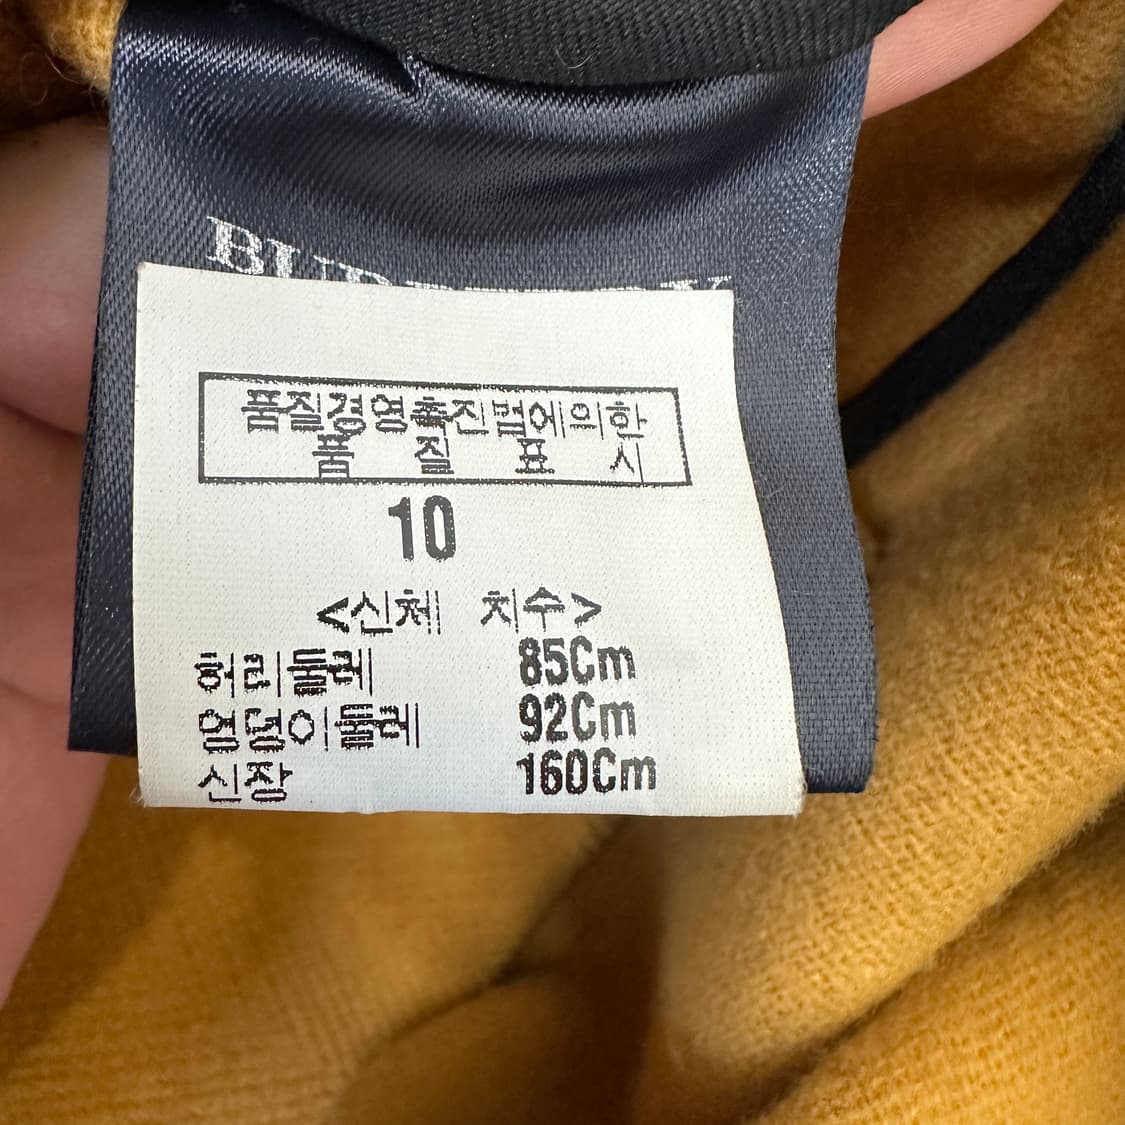 BURBERRY
품질경영촉진법에의한
품 질 표 시
10
<신체 치수>
허리둘레 85Cm
엉덩이둘레 92Cm
신장 160Cm